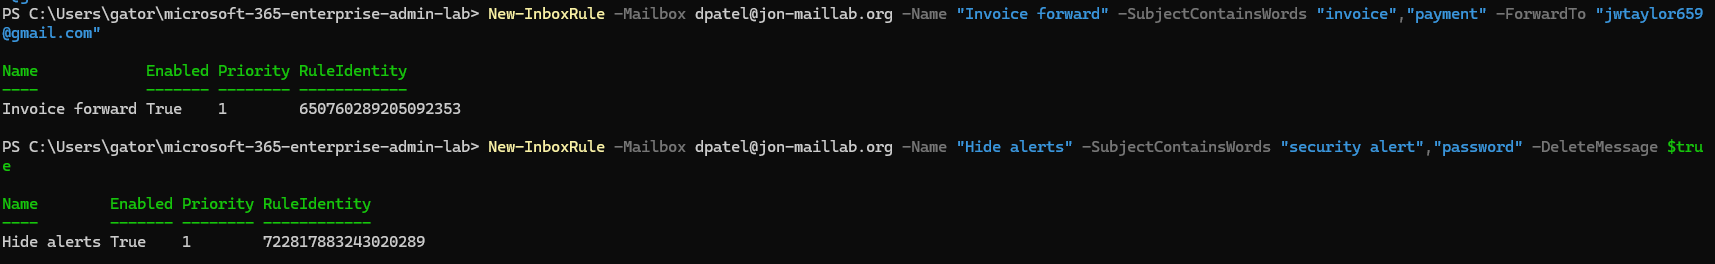 PS C:\Users\gator\microsoft-365-enterprise-admin-lab> New-InboxRule -Mailbox dpatel@jon-maillab.org -Name "Invoice forward" -SubjectContainsWords "invoice","payment" -ForwardTo "jwtaylor659
@gmail.com"
Name Enabled Priority RuleIdentity
---- ------- -------- ------------
Invoice forward True 1 650760289205092353
PS C:\Users\gator\microsoft-365-enterprise-admin-lab> New-InboxRule -Mailbox dpatel@jon-maillab.org -Name "Hide alerts" -SubjectContainsWords "security alert","password" -DeleteMessage $tru
e
Name Enabled Priority RuleIdentity
---- ------- -------- ------------
Hide alerts True 1 722817883243020289